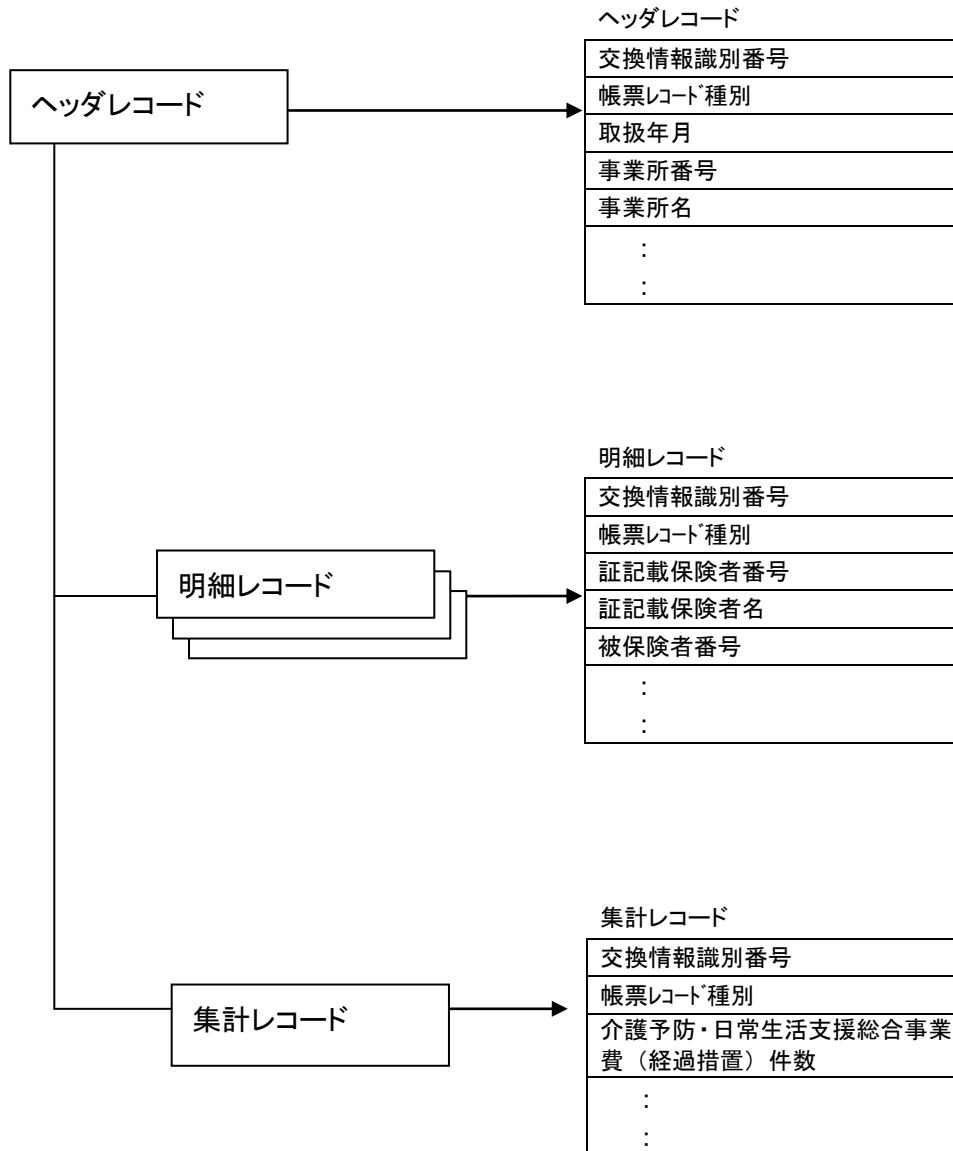 ヘッダレコード
ヘッダレコード
交換情報識別番号
帳票ﾚｺｰﾄﾞ種別
取扱年月
事業所番号
事業所名
:
:
明細レコード
明細レコード
交換情報識別番号
帳票ﾚｺｰﾄﾞ種別
証記載保険者番号
証記載保険者名
被保険者番号
:
:
集計レコード
集計レコード
交換情報識別番号
帳票ﾚｺｰﾄﾞ種別
介護予防・日常生活支援総合事業
費（経過措置）件数
:
: